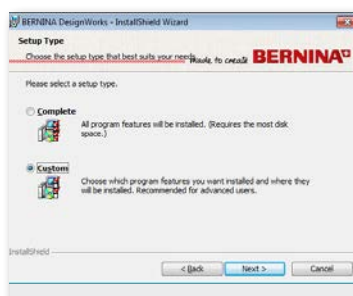 BERNINA DesignWorks - InstallShield Wizard
Setup Type
Choose the setup type that best suits your needs.
made to create BERNINA
Please select a setup type.
Complete
All program features will be installed. (Requires the most disk
space.)
Custom
Choose which program features you want installed and where they
will be installed. Recommended for advanced users.
InstallShield
< Back Next > Cancel